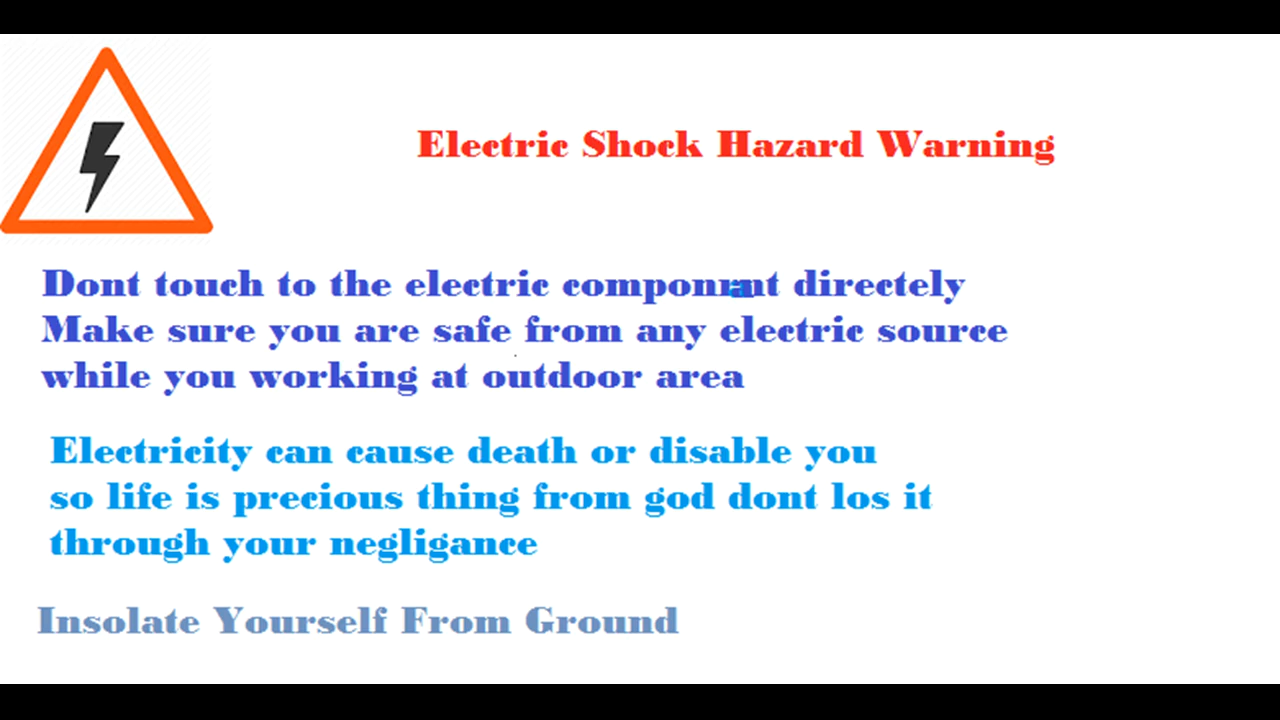 Electric Shock Hazard Warning
Dont touch to the electric directely
Make sure you are safe from any electric source
while you working at outdoor area
Electricity can cause death or disable you
so life is precious thing from god dont los it
through your negligance
Insolate Yourself From Ground